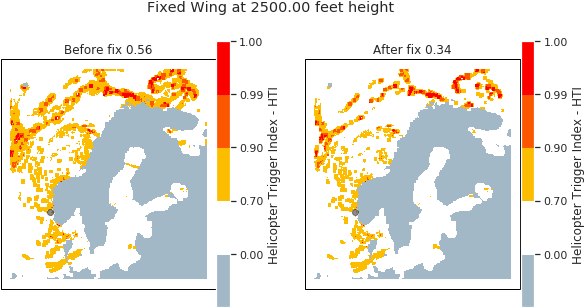 Fixed Wing at 2500.00 feet height
Before fix 0.56
1.00
0.99
0.90
0.70
0.00
Helicopter Trigger Index - HTI
After fix 0.34
1.00
0.99
0.90
0.70
0.00
Helicopter Trigger Index - HTI